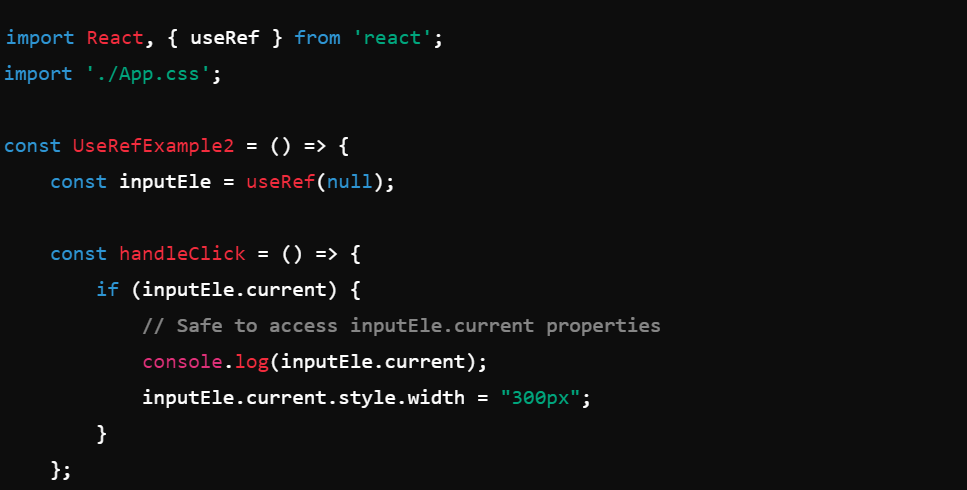 import React, { useRef } from 'react';
import './App.css';
const UseRefExample2 = () => {
    const inputEle = useRef(null);
    const handleClick = () => {
        if (inputEle.current) {
            // Safe to access inputEle.current properties
            console.log(inputEle.current);
            inputEle.current.style.width = "300px";
        }
    };